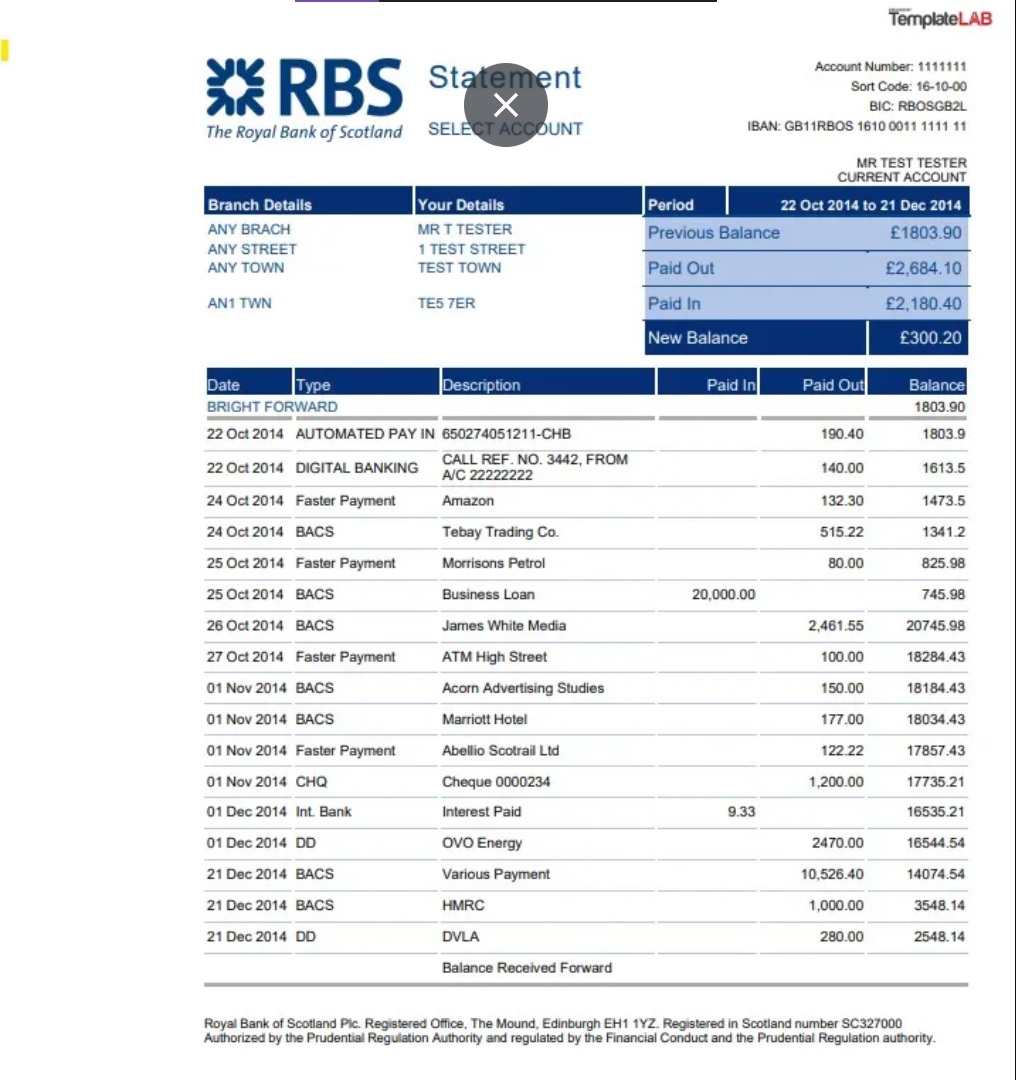 TemplateLAB
RBS
The Royal Bank of Scotland
Statement
SELECT ACCOUNT
Account Number: 1111111
Sort Code: 16-10-00
BIC: RBOSGB2L
IBAN: GB11RBOS 1610 0011 1111 11
MR TEST TESTER
CURRENT ACCOUNT
Branch Details Your Details Period 22 Oct 2014 to 21 Dec 2014
ANY BRACH MR T TESTER Previous Balance £1803.90
ANY STREET 1 TEST STREET
ANY TOWN TEST TOWN Paid Out £2,684.10
AN1 TWN TE5 7ER Paid In £2,180.40
New Balance £300.20
Date Type Description Paid In Paid Out Balance
BRIGHT FORWARD 1803.90
22 Oct 2014 AUTOMATED PAY IN 650274051211-CHB 190.40 1803.9
22 Oct 2014 DIGITAL BANKING CALL REF. NO. 3442, FROM
A/C 22222222 140.00 1613.5
24 Oct 2014 Faster Payment Amazon 132.30 1473.5
24 Oct 2014 BACS Tebay Trading Co. 515.22 1341.2
25 Oct 2014 Faster Payment Morrisons Petrol 80.00 825.98
25 Oct 2014 BACS Business Loan 20,000.00 745.98
26 Oct 2014 BACS James White Media 2,461.55 20745.98
27 Oct 2014 Faster Payment ATM High Street 100.00 18284.43
01 Nov 2014 BACS Acorn Advertising Studies 150.00 18184.43
01 Nov 2014 BACS Marriott Hotel 177.00 18034.43
01 Nov 2014 Faster Payment Abellio Scotrail Ltd 122.22 17857.43
01 Nov 2014 CHQ Cheque 0000234 1,200.00 17735.21
01 Dec 2014 Int. Bank Interest Paid 9.33 16535.21
01 Dec 2014 DD OVO Energy 2470.00 16544.54
21 Dec 2014 BACS Various Payment 10,526.40 14074.54
21 Dec 2014 BACS HMRC 1,000.00 3548.14
21 Dec 2014 DD DVLA 280.00 2548.14
Balance Received Forward
Royal Bank of Scotland Plc. Registered Office, The Mound, Edinburgh EH1 1YZ. Registered in Scotland number SC327000
Authorized by the Prudential Regulation Authority and regulated by the Financial Conduct and the Prudential Regulation authority.